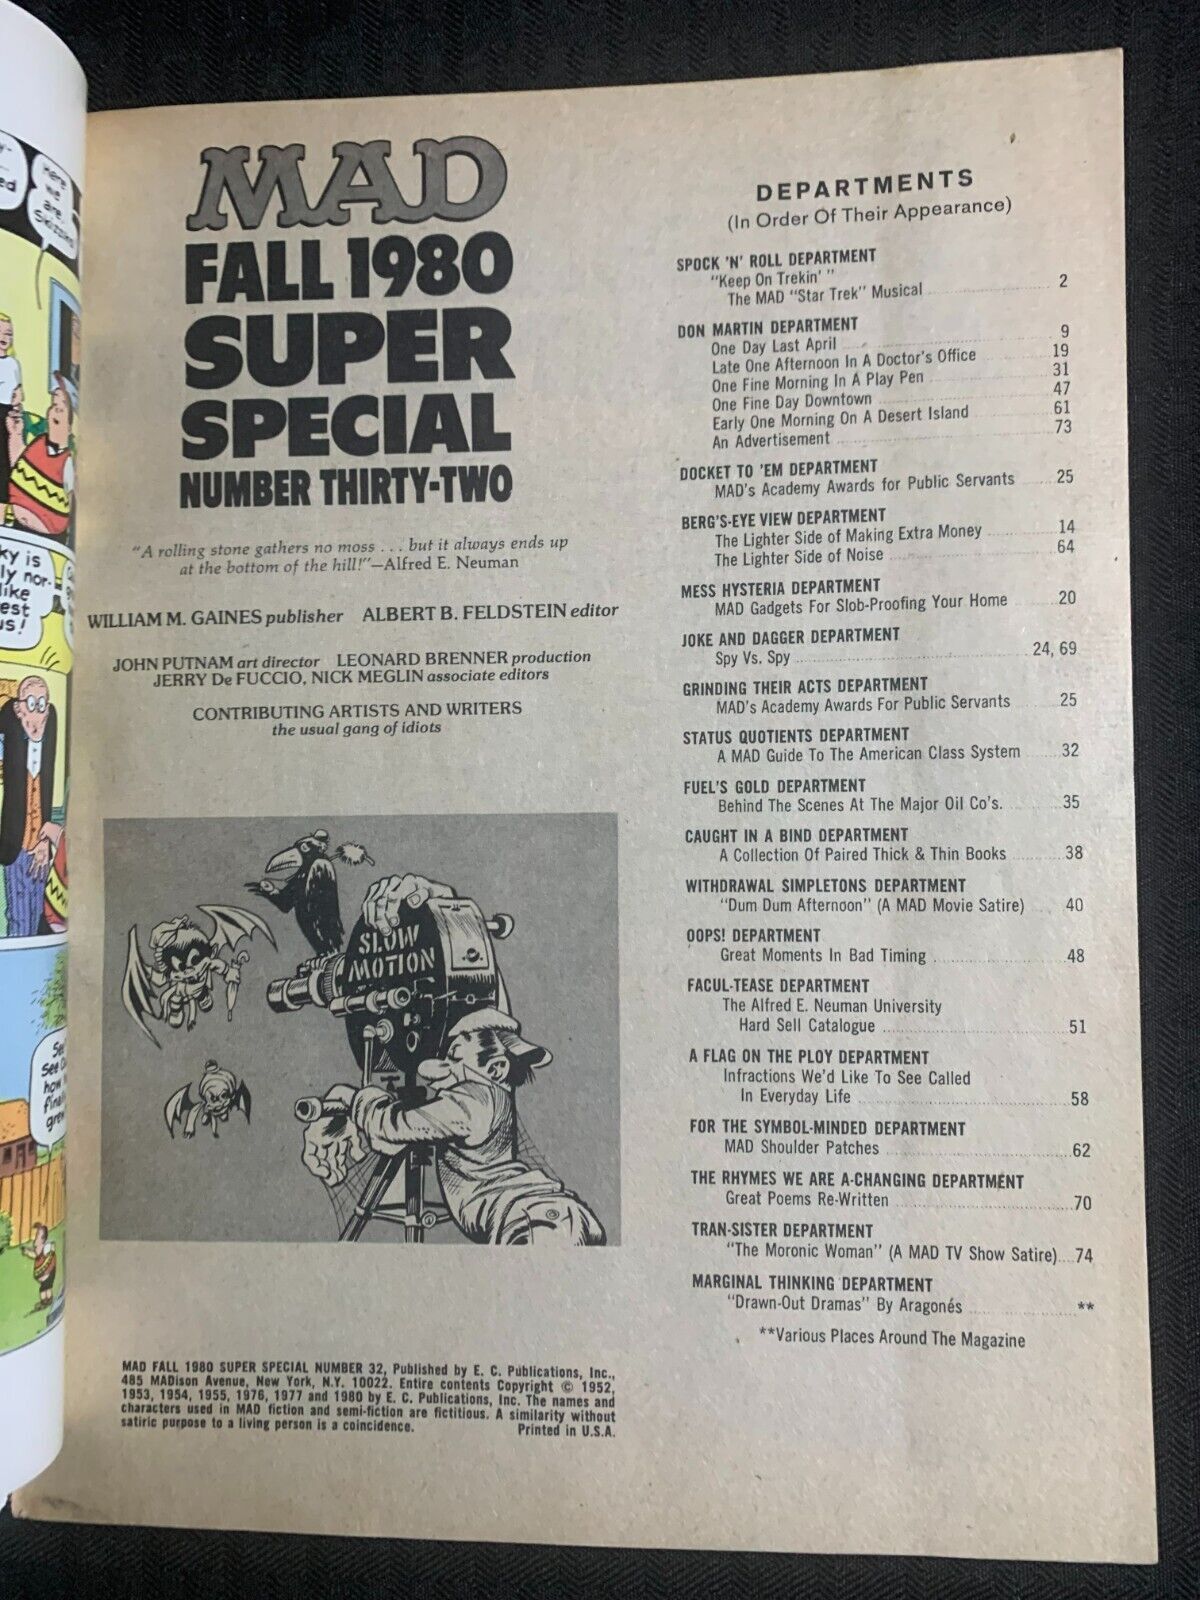 Here
we
are,
ky is
nor-
like
MAD
FALL 1980
SUPER
SPECIAL
NUMBER THIRTY-TWO
"A rolling stone gathers no moss . . . but it always ends up
at the bottom of the hill!"—Alfred E. Neuman
WILLIAM M. GAINES publisher ALBERT B. FELDSTEIN editor
JOHN PUTNAM art director LEONARD BRENNER production
JERRY De FUCCIO, NICK MEGLIN associate editors
CONTRIBUTING ARTISTS AND WRITERS
the usual gang of idiots
SLOW
MOTION
MAD FALL 1980 SUPER SPECIAL NUMBER 32, Published by E. C. Publications, Inc.,
485 MADison Avenue, New York, N.Y. 10022. Entire contents Copyright © 1952,
1953, 1954, 1955, 1976, 1977 and 1980 by E. C. Publications, Inc. The names and
characters used in MAD fiction and semi-fiction are fictitious. A similarity without
satiric purpose to a living person is a coincidence. Printed in U.S.A.
DEPARTMENTS
(In Order Of Their Appearance)
SPOCK 'N' ROLL DEPARTMENT
"Keep On Trekin' "
The MAD "Star Trek" Musical 2
DON MARTIN DEPARTMENT
One Day Last April 9
Late One Afternoon In A Doctor's Office 19
One Fine Morning In A Play Pen 31
One Fine Day Downtown 47
Early One Morning On A Desert Island 61
An Advertisement 73
DOCKET TO 'EM DEPARTMENT
MAD's Academy Awards for Public Servants 25
BERG'S-EYE VIEW DEPARTMENT
The Lighter Side of Making Extra Money 14
The Lighter Side of Noise 64
MESS HYSTERIA DEPARTMENT
MAD Gadgets For Slob-Proofing Your Home 20
JOKE AND DAGGER DEPARTMENT
Spy Vs. Spy 24, 69
GRINDING THEIR ACTS DEPARTMENT
MAD's Academy Awards For Public Servants 25
STATUS QUOTIENTS DEPARTMENT
A MAD Guide To The American Class System 32
FUEL'S GOLD DEPARTMENT
Behind The Scenes At The Major Oil Co's. 35
CAUGHT IN A BIND DEPARTMENT
A Collection Of Paired Thick & Thin Books 38
WITHDRAWAL SIMPLETONS DEPARTMENT
"Dum Dum Afternoon" (A MAD Movie Satire) 40
OOPS! DEPARTMENT
Great Moments In Bad Timing 48
FACUL-TEASE DEPARTMENT
The Alfred E. Neuman University
Hard Sell Catalogue 51
A FLAG ON THE PLOY DEPARTMENT
Infractions We'd Like To See Called
In Everyday Life 58
FOR THE SYMBOL-MINDED DEPARTMENT
MAD Shoulder Patches 62
THE RHYMES WE ARE A-CHANGING DEPARTMENT
Great Poems Re-Written 70
TRAN-SISTER DEPARTMENT
"The Moronic Woman" (A MAD TV Show Satire) 74
MARGINAL THINKING DEPARTMENT
"Drawn-Out Dramas" By Aragonés **
**Various Places Around The Magazine